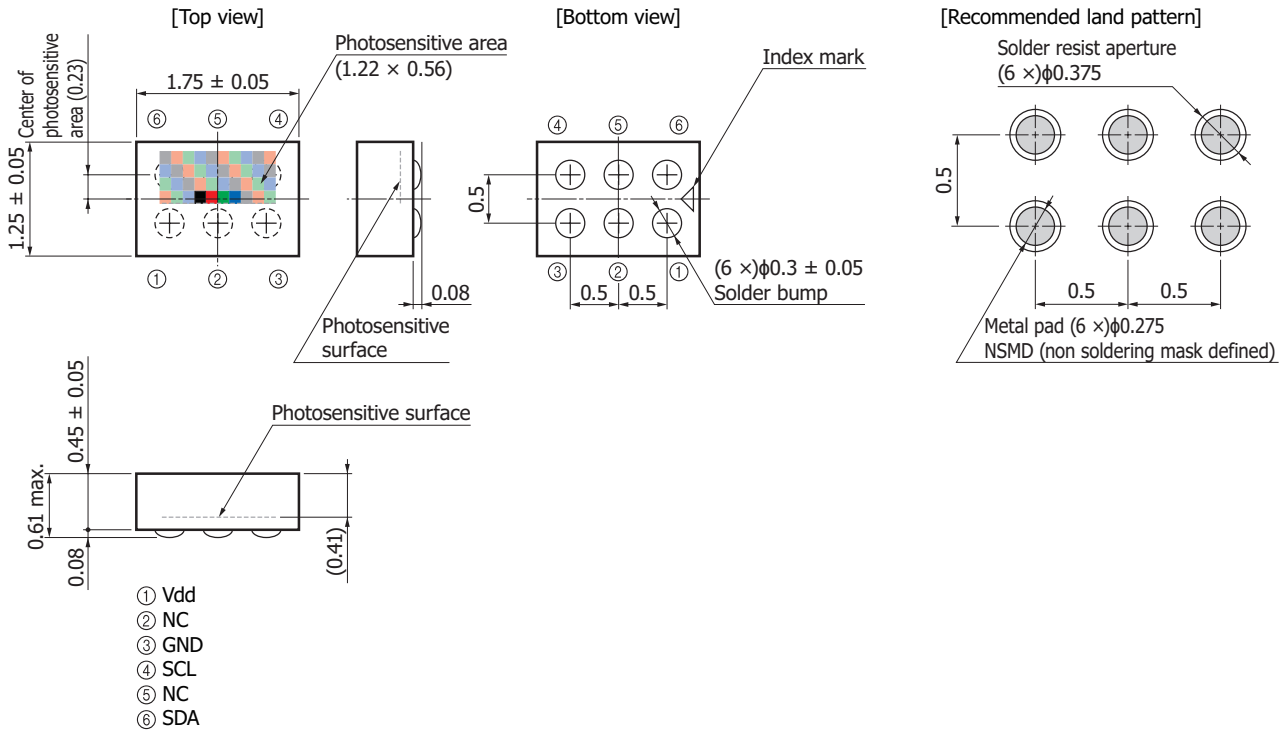 [Top view]
Center of
photosensitive
area (0.23)
Photosensitive area
(1.22 × 0.56)
1.75 ± 0.05
⑥ ⑤ ④
1.25 ± 0.05
① ② ③
0.08
Photosensitive
surface
[Bottom view]
Index mark
④ ⑤ ⑥
0.5
③ ② ①
0.5 0.5
(6 ×)ϕ0.3 ± 0.05
Solder bump
[Recommended land pattern]
Solder resist aperture
(6 ×)ϕ0.375
0.5
0.5 0.5
Metal pad (6 ×)ϕ0.275
NSMD (non soldering mask defined)
0.45 ± 0.05
0.61 max.
0.08
Photosensitive surface
(0.41)
① Vdd
② NC
③ GND
④ SCL
⑤ NC
⑥ SDA